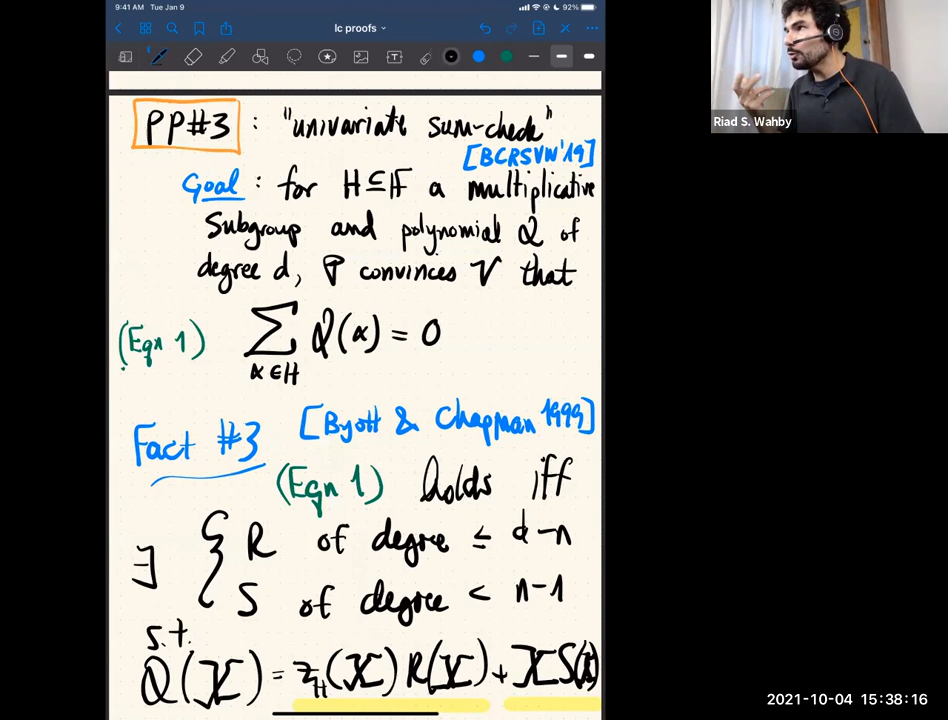 9:41 AM Tue Jan 9
92%
lc proofs
PP#3 : "univariate sum-check"
[BCRSVW'19]
Goal : for H ⊆ 𝔽 a multiplicative
subgroup and polynomial Q of
degree d, P convinces V that
(Eqn 1) ∑ Q(α) = 0
α ∈ H
Fact #3 [Byott & Chapman 1999]
(Eqn 1) holds iff
∃ { R of degree ≤ d-n
S of degree < n-1
s.t.
Q(X) = z_H(X) R(X) + X S(X)
Riad S. Wahby
2021-10-04 15:38:16